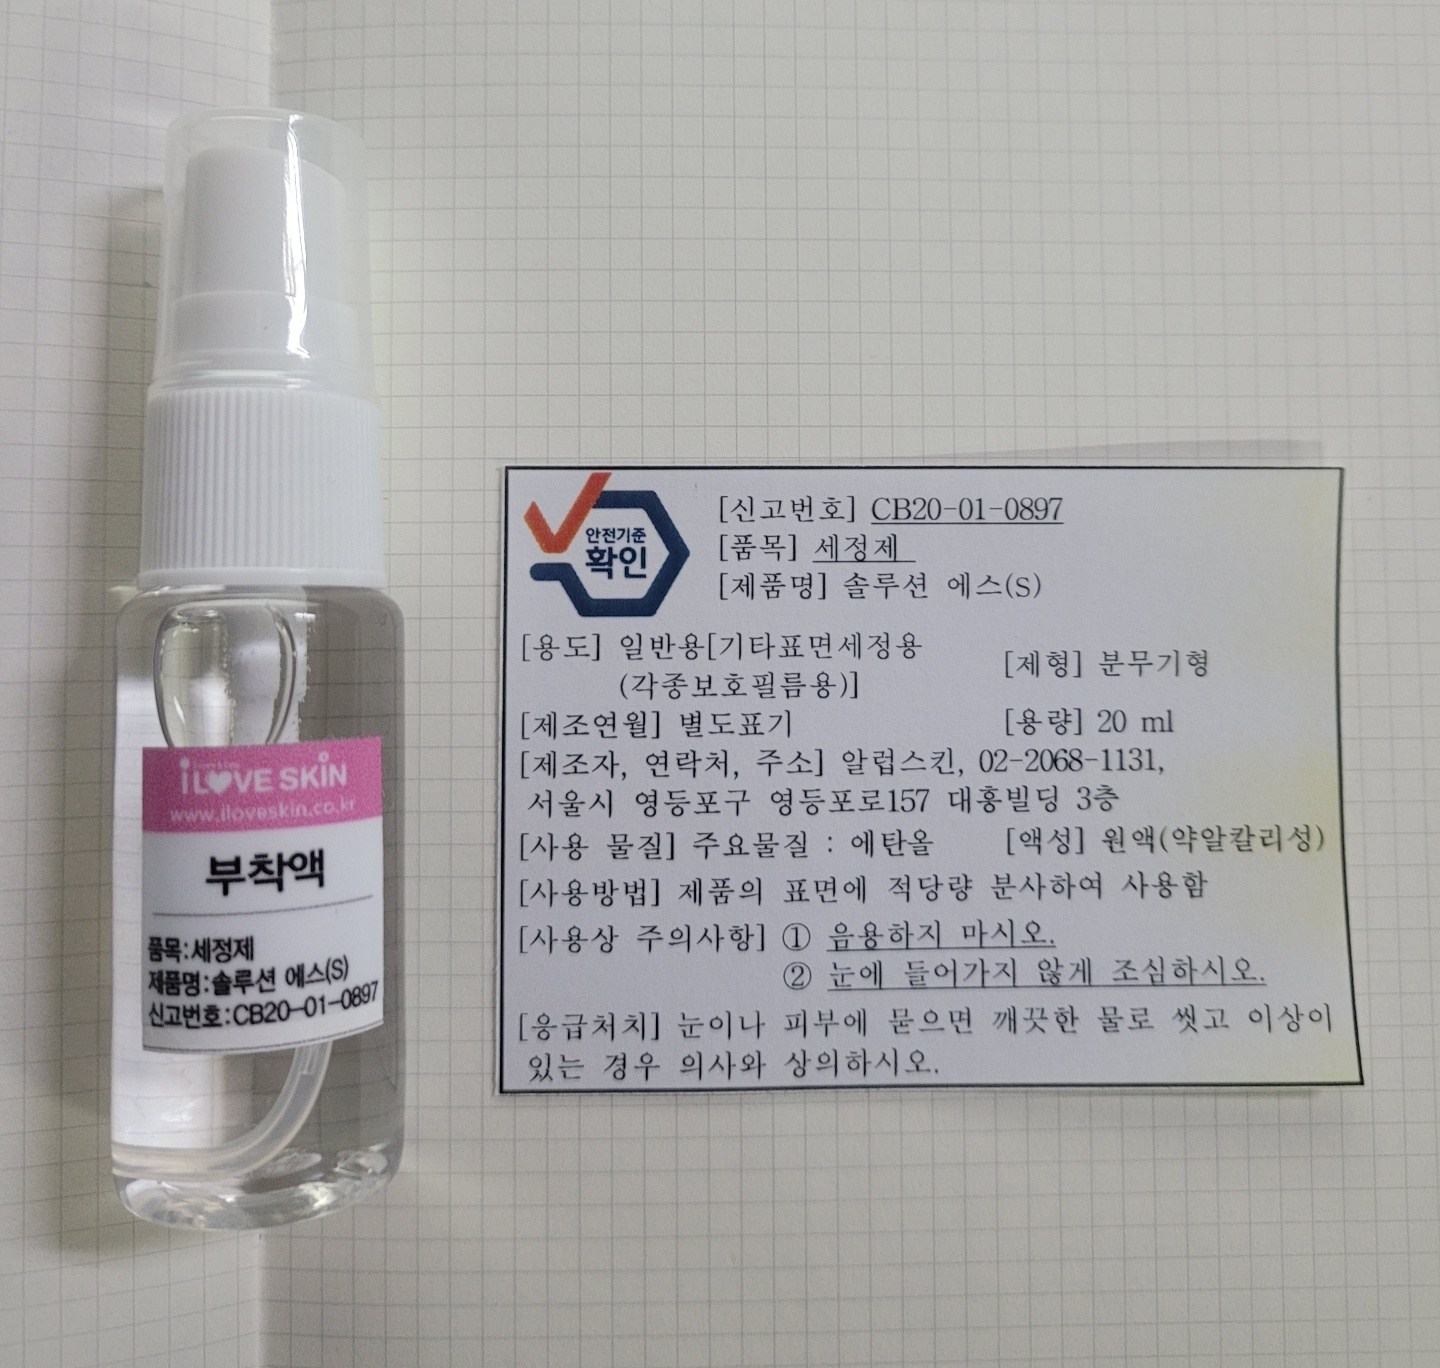 i LOVE SKIN
www.iloveskin.co.kr
부착액
품목:세정제
제품명:솔루션 에스(S)
신고번호:CB20-01-0897
안전기준
확인
[신고번호] CB20-01-0897
[품목] 세정제
[제품명] 솔루션 에스(S)
[용도] 일반용[기타표면세정용
(각종보호필름용)]
[제형] 분무기형
[제조연월] 별도표기
[용량] 20 ml
[제조자, 연락처, 주소] 알럽스킨, 02-2068-1131,
서울시 영등포구 영등포로157 대흥빌딩 3층
[사용 물질] 주요물질 : 에탄올
[액성] 원액(약알칼리성)
[사용방법] 제품의 표면에 적당량 분사하여 사용함
[사용상 주의사항] ① 음용하지 마시오.
② 눈에 들어가지 않게 조심하시오.
[응급처치] 눈이나 피부에 묻으면 깨끗한 물로 씻고 이상이
있는 경우 의사와 상의하시오.